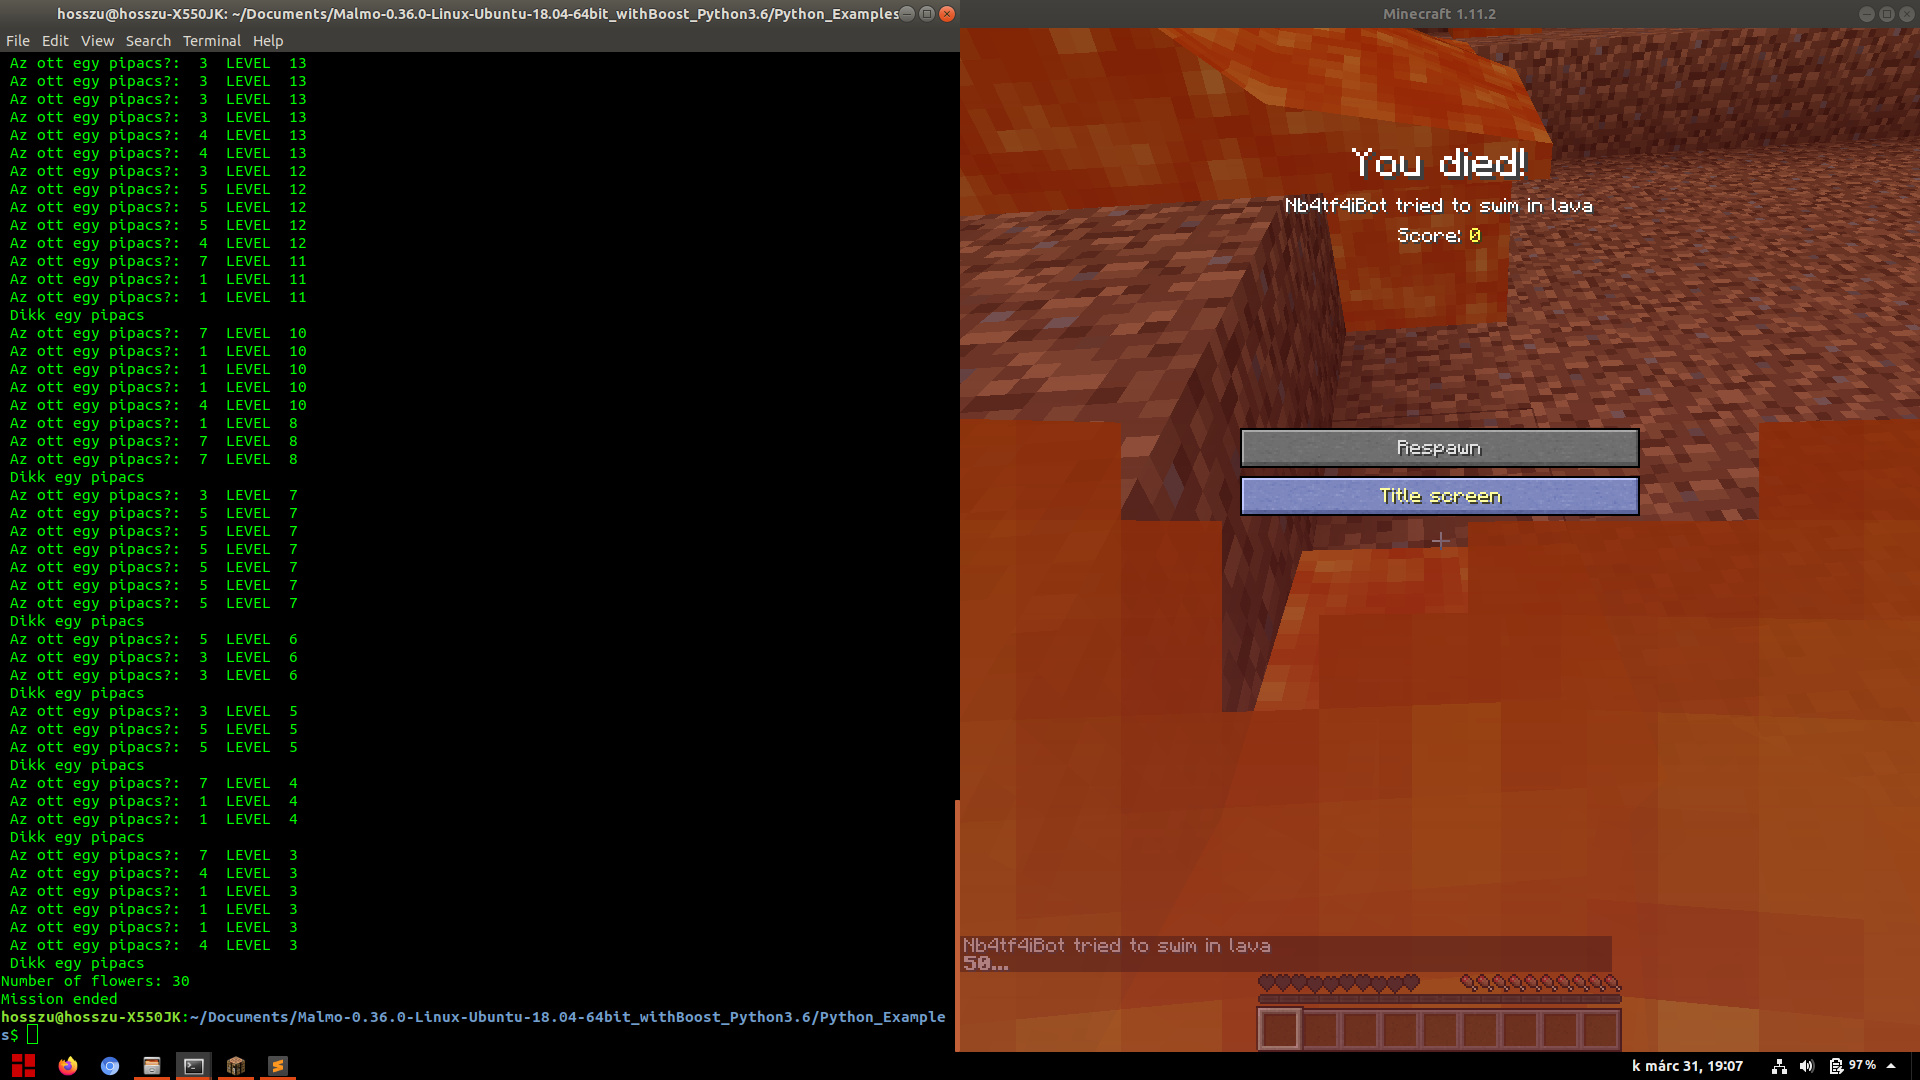 hosszu@hosszu-X550JK: ~/Documents/Malmo-0.36.0-Linux-Ubuntu-18.04-64bit_withBoost_Python3.6/Python_Examples
File Edit View Search Terminal Help
Az ott egy pipacs?: 3 LEVEL 13
Az ott egy pipacs?: 3 LEVEL 13
Az ott egy pipacs?: 3 LEVEL 13
Az ott egy pipacs?: 3 LEVEL 13
Az ott egy pipacs?: 4 LEVEL 13
Az ott egy pipacs?: 4 LEVEL 13
Az ott egy pipacs?: 3 LEVEL 12
Az ott egy pipacs?: 5 LEVEL 12
Az ott egy pipacs?: 5 LEVEL 12
Az ott egy pipacs?: 5 LEVEL 12
Az ott egy pipacs?: 4 LEVEL 12
Az ott egy pipacs?: 7 LEVEL 11
Az ott egy pipacs?: 1 LEVEL 11
Az ott egy pipacs?: 1 LEVEL 11
Dikk egy pipacs
Az ott egy pipacs?: 7 LEVEL 10
Az ott egy pipacs?: 1 LEVEL 10
Az ott egy pipacs?: 1 LEVEL 10
Az ott egy pipacs?: 1 LEVEL 10
Az ott egy pipacs?: 4 LEVEL 10
Az ott egy pipacs?: 1 LEVEL 8
Az ott egy pipacs?: 7 LEVEL 8
Az ott egy pipacs?: 7 LEVEL 8
Dikk egy pipacs
Az ott egy pipacs?: 3 LEVEL 7
Az ott egy pipacs?: 5 LEVEL 7
Az ott egy pipacs?: 5 LEVEL 7
Az ott egy pipacs?: 5 LEVEL 7
Az ott egy pipacs?: 5 LEVEL 7
Az ott egy pipacs?: 5 LEVEL 7
Az ott egy pipacs?: 5 LEVEL 7
Dikk egy pipacs
Az ott egy pipacs?: 5 LEVEL 6
Az ott egy pipacs?: 3 LEVEL 6
Az ott egy pipacs?: 3 LEVEL 6
Dikk egy pipacs
Az ott egy pipacs?: 3 LEVEL 5
Az ott egy pipacs?: 5 LEVEL 5
Az ott egy pipacs?: 5 LEVEL 5
Dikk egy pipacs
Az ott egy pipacs?: 7 LEVEL 4
Az ott egy pipacs?: 1 LEVEL 4
Az ott egy pipacs?: 1 LEVEL 4
Dikk egy pipacs
Az ott egy pipacs?: 7 LEVEL 3
Az ott egy pipacs?: 4 LEVEL 3
Az ott egy pipacs?: 1 LEVEL 3
Az ott egy pipacs?: 1 LEVEL 3
Az ott egy pipacs?: 1 LEVEL 3
Az ott egy pipacs?: 4 LEVEL 3
Dikk egy pipacs
Number of flowers: 30
Mission ended
hosszu@hosszu-X550JK:~/Documents/Malmo-0.36.0-Linux-Ubuntu-18.04-64bit_withBoost_Python3.6/Python_Example
s$
Minecraft 1.11.2
You died!
Nb4tf4iBot tried to swim in lava
Score: 0
Respawn
Title screen
Nb4tf4iBot tried to swim in lava
50...
k márc 31, 19:07
97 %